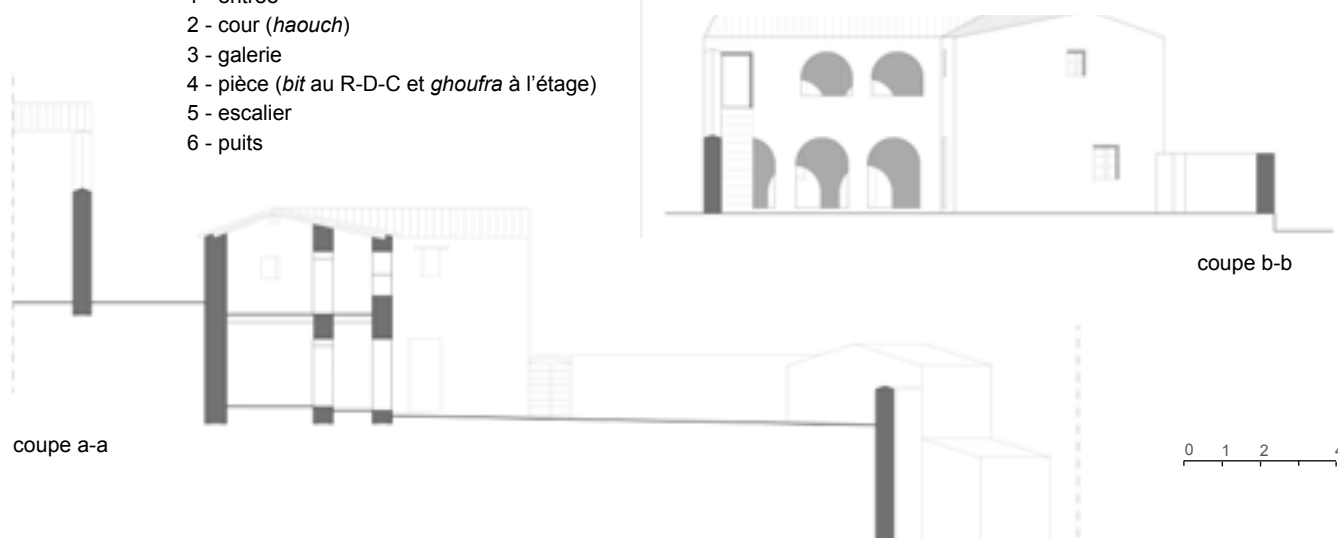 2 - cour (haouch)
3 - galerie
4 - pièce (bit au R-D-C et ghoufra à l'étage)
5 - escalier
6 - puits
coupe b-b
coupe a-a
0 1 2 4